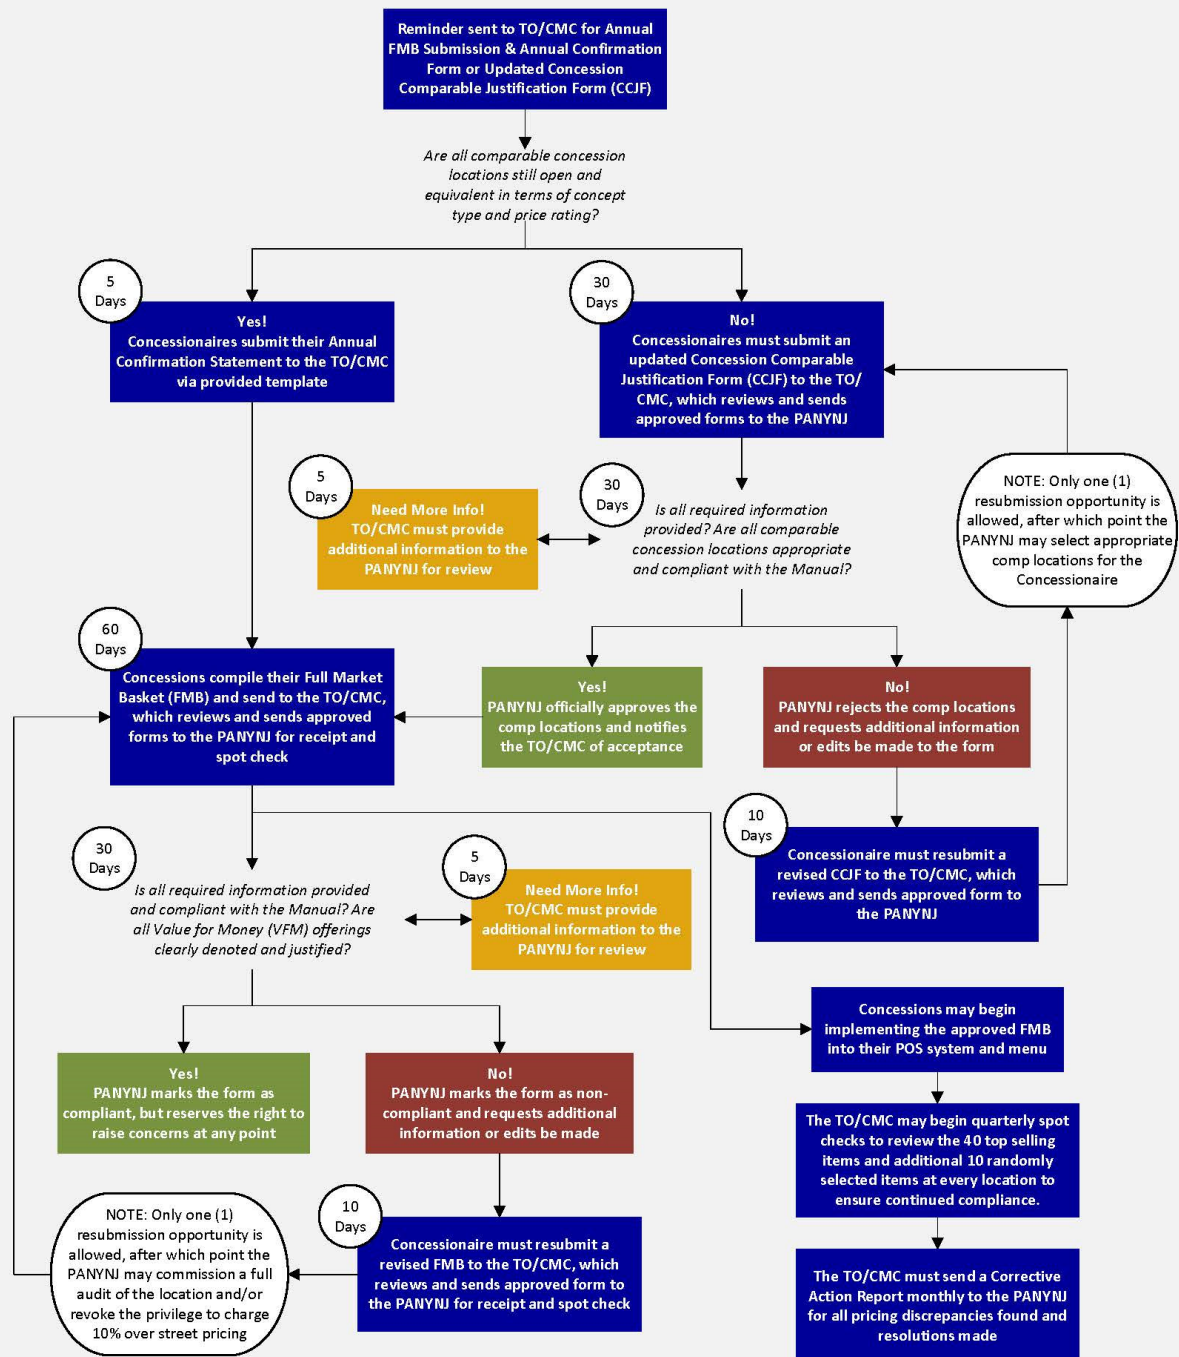 Reminder sent to TO/CMC for Annual
FMB Submission & Annual Confirmation
Form or Updated Concession
Comparable Justification Form (CCJF)
Are all comparable concession
locations still open and
equivalent in terms of concept
type and price rating?
5
Days
Yes!
Concessionaires submit their Annual
Confirmation Statement to the TO/CMC
via provided template
30
Days
No!
Concessionaires must submit an
updated Concession Comparable
Justification Form (CCJF) to the TO/
CMC, which reviews and sends
approved forms to the PANYNJ
5
Days
Need More Info!
TO/CMC must provide
additional information to the
PANYNJ for review
30
Days
Is all required information
provided? Are all comparable
concession locations appropriate
and compliant with the Manual?
NOTE: Only one (1)
resubmission opportunity is
allowed, after which point the
PANYNJ may select appropriate
comp locations for the
Concessionaire
60
Days
Concessions compile their Full Market
Basket (FMB) and send to the TO/CMC,
which reviews and sends approved
forms to the PANYNJ for receipt and
spot check
Yes!
PANYNJ officially approves the
comp locations and notifies
the TO/CMC of acceptance
No!
PANYNJ rejects the comp locations
and requests additional information
or edits be made to the form
10
Days
Concessionaire must resubmit a
revised CCJF to the TO/CMC, which
reviews and sends approved form to
the PANYNJ
30
Days
Is all required information provided
and compliant with the Manual? Are
all Value for Money (VFM) offerings
clearly denoted and justified?
5
Days
Need More Info!
TO/CMC must provide
additional information to the
PANYNJ for review
Yes!
PANYNJ marks the form as
compliant, but reserves the right to
raise concerns at any point
No!
PANYNJ marks the form as non-
compliant and requests additional
information or edits be made
Concessions may begin
implementing the approved FMB
into their POS system and menu
The TO/CMC may begin quarterly spot
checks to review the 40 top selling
items and additional 10 randomly
selected items at every location to
ensure continued compliance.
NOTE: Only one (1)
resubmission opportunity is
allowed, after which point the
PANYNJ may commission a full
audit of the location and/or
revoke the privilege to charge
10% over street pricing
10
Days
Concessionaire must resubmit a
revised FMB to the TO/CMC, which
reviews and sends approved form to
the PANYNJ for receipt and spot check
The TO/CMC must send a Corrective
Action Report monthly to the PANYNJ
for all pricing discrepancies found and
resolutions made